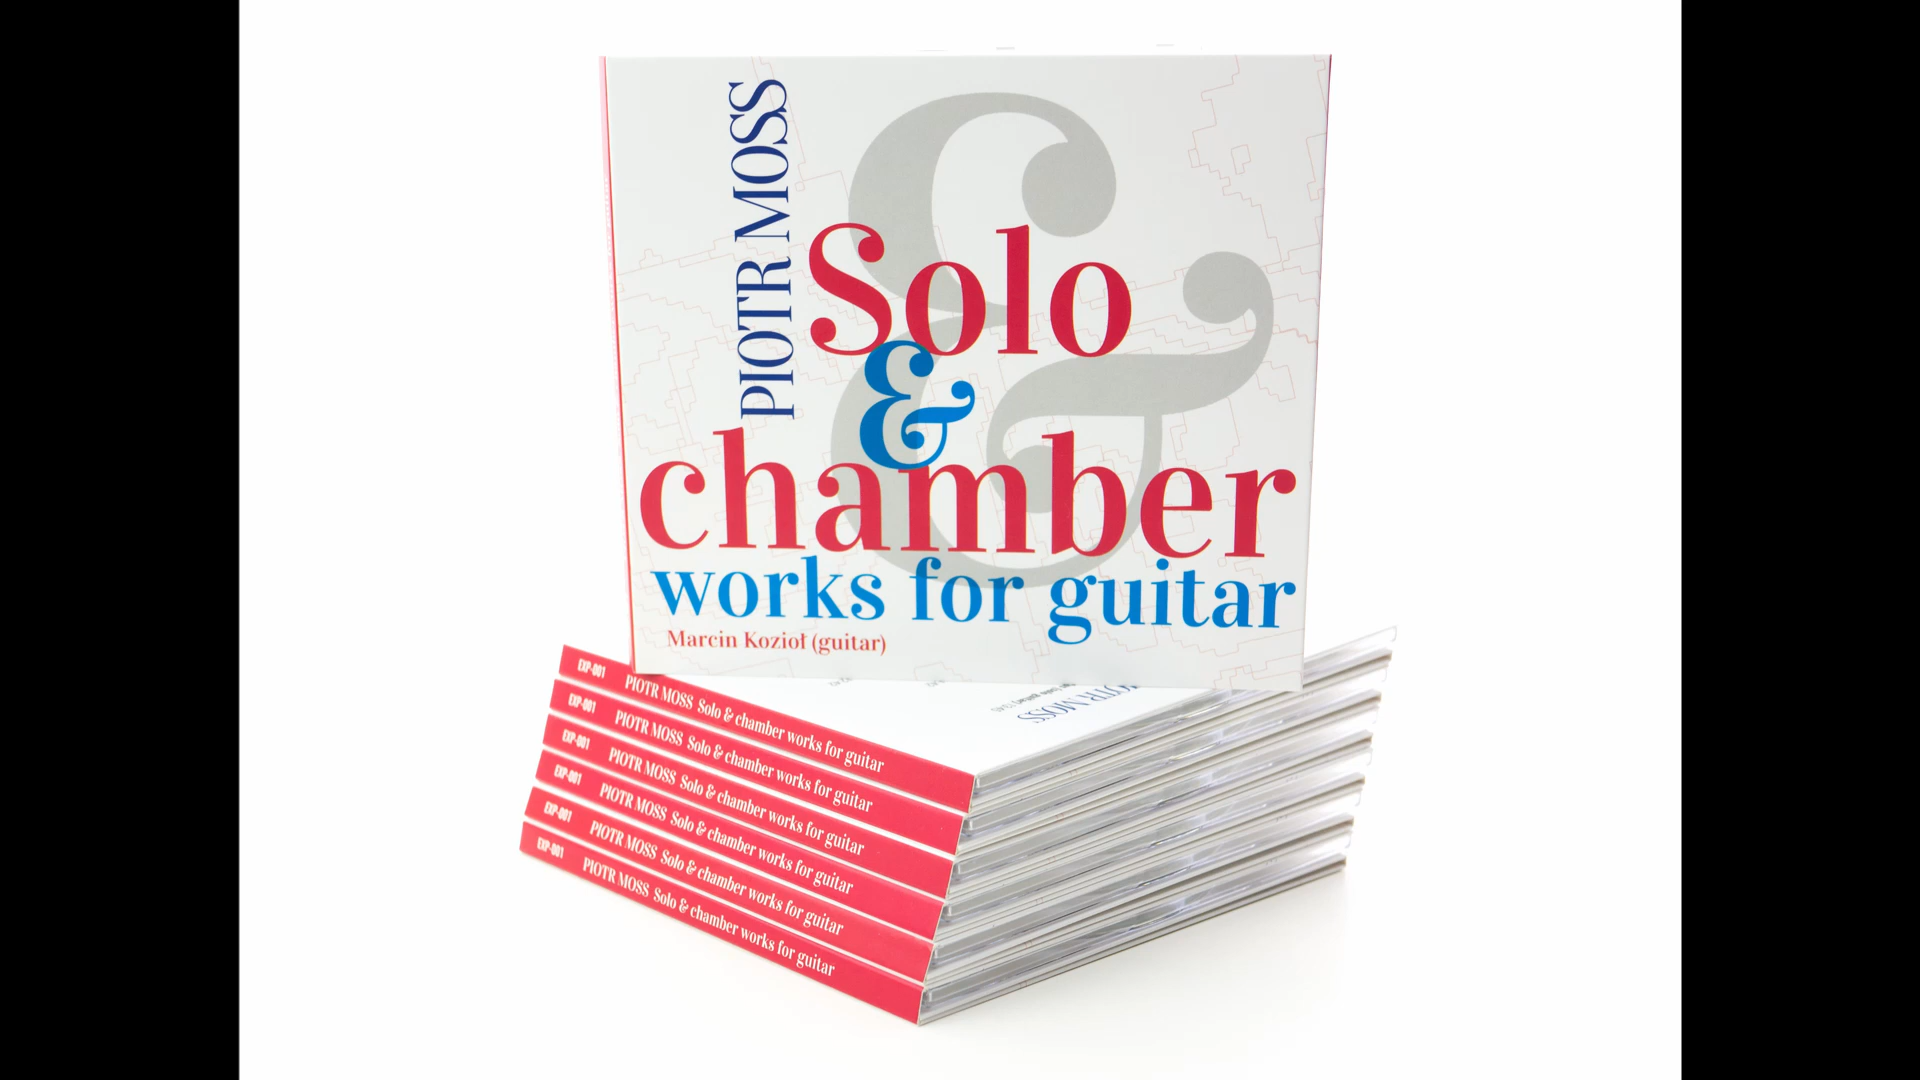 PIOTR MOSS
Solo
&
chamber
works for guitar
Marcin Kozioł (guitar)
PIOTR MOSS
EXP-001 PIOTR MOSS Solo & chamber works for guitar
EXP-001 PIOTR MOSS Solo & chamber works for guitar
EXP-001 PIOTR MOSS Solo & chamber works for guitar
EXP-001 PIOTR MOSS Solo & chamber works for guitar
EXP-001 PIOTR MOSS Solo & chamber works for guitar
EXP-001 PIOTR MOSS Solo & chamber works for guitar